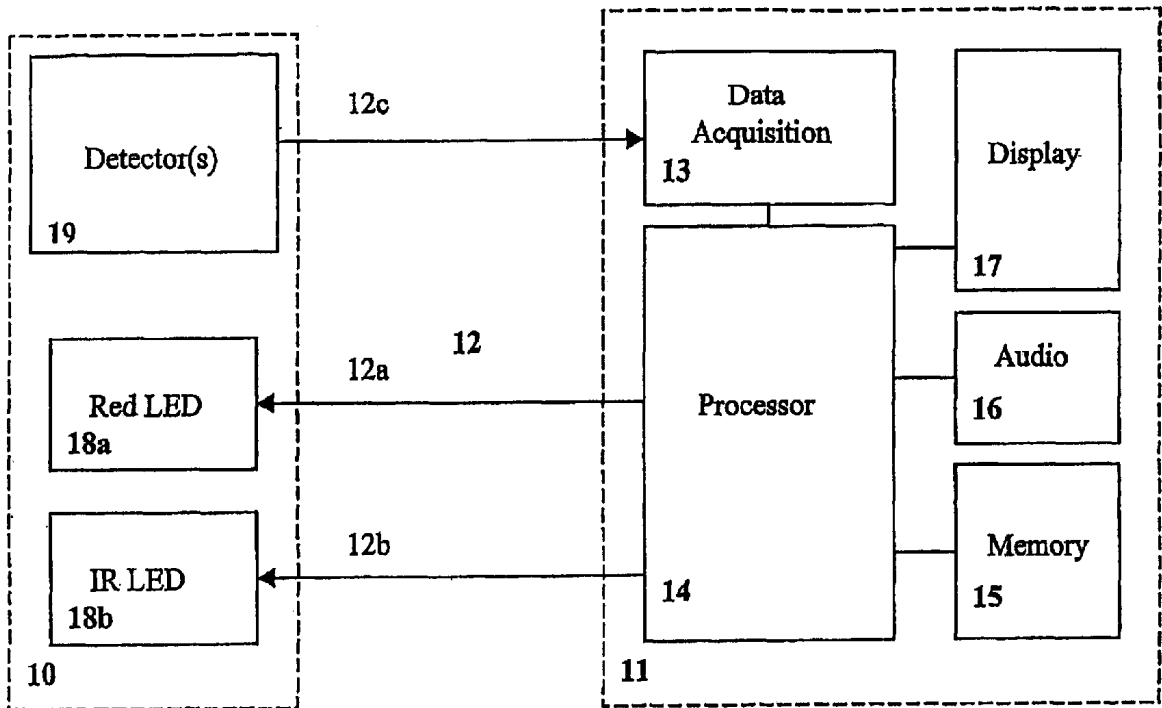 Detector(s)
19
12c
Data
Acquisition
13
Display
17
12
12a
Red LED
18a
Processor
14
Audio
16
12b
IR LED
18b
Memory
15
10
11